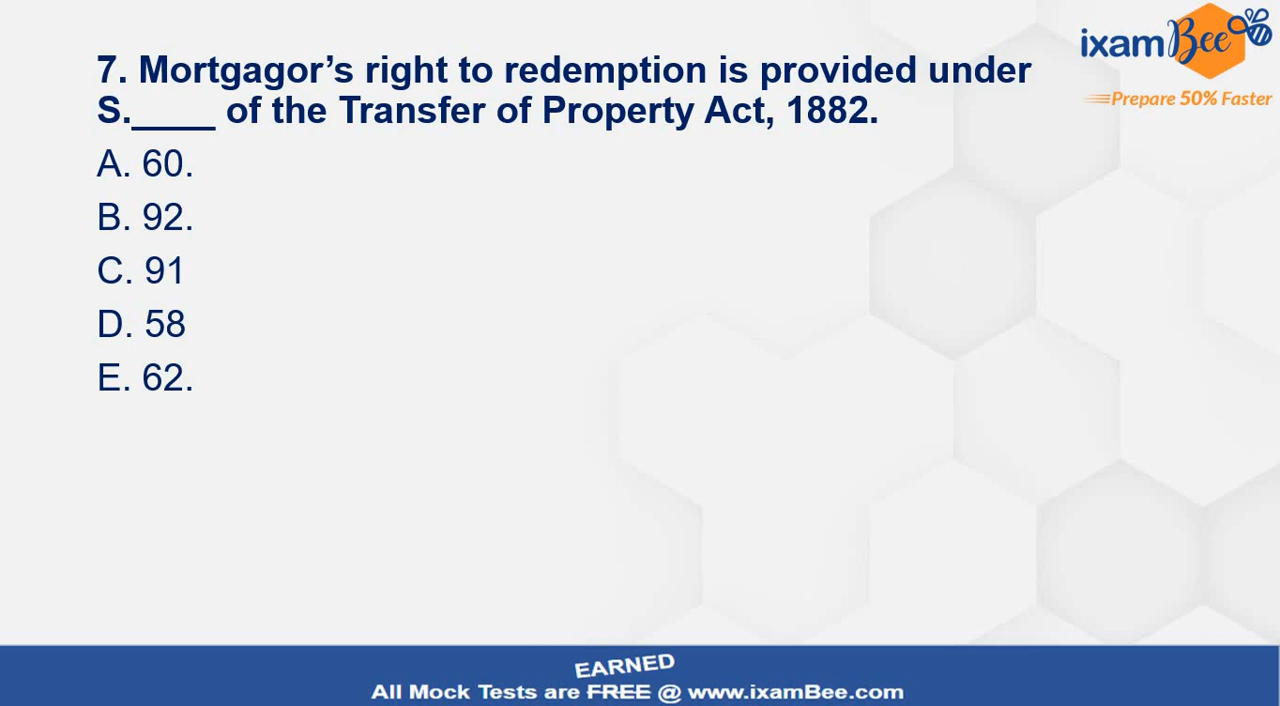 ixamBee
Prepare 50% Faster
7. Mortgagor’s right to redemption is provided under
S.____ of the Transfer of Property Act, 1882.
A. 60.
B. 92.
C. 91
D. 58
E. 62.
EARNED
All Mock Tests are FREE @ www.ixamBee.com